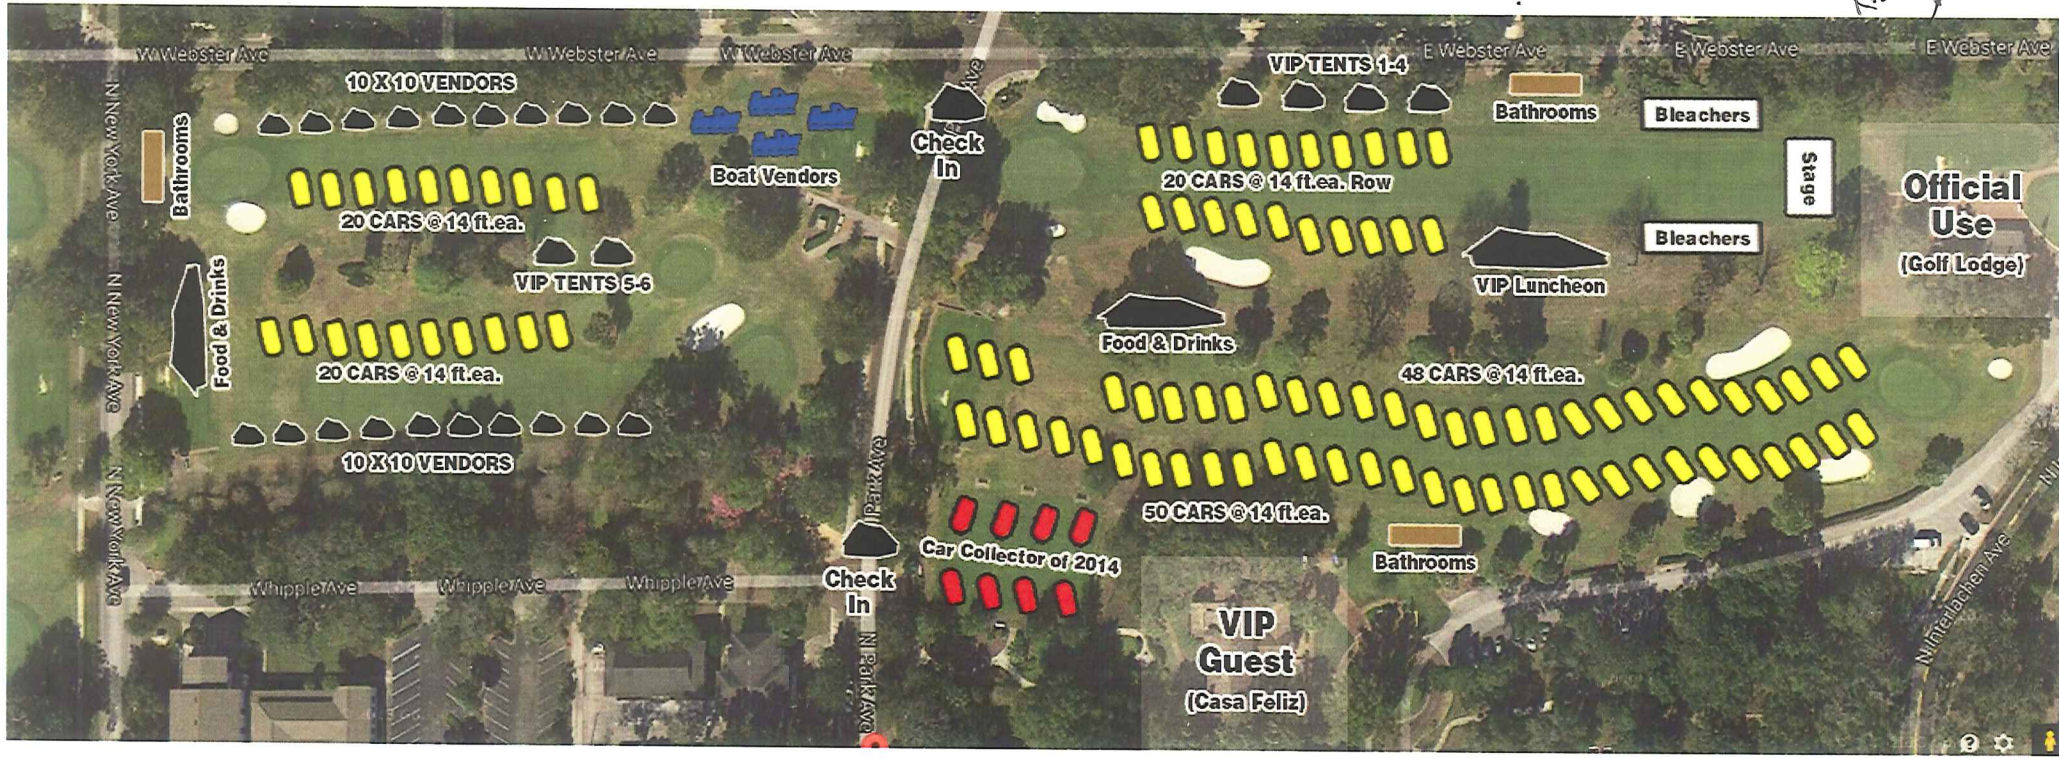 W Webster Ave
W Webster Ave
W Webster Ave
E Webster Ave
E Webster Ave
E Webster Ave
10 X 10 VENDORS
VIP TENTS 1-4
Bathrooms
Bleachers
Ave
Check
In
Bathrooms
Boat Vendors
20 CARS @ 14 ft.ea.
20 CARS @ 14 ft.ea. Row
Stage
Official
Use
(Golf Lodge)
Bleachers
VIP TENTS 5-6
VIP Luncheon
Food & Drinks
Food & Drinks
20 CARS @ 14 ft.ea.
48 CARS @ 14 ft.ea.
10 X 10 VENDORS
50 CARS @ 14 ft.ea.
Car Collector of 2014
Bathrooms
Check
In
Whipple Ave
Whipple Ave
Whipple Ave
VIP
Guest
(Casa Feliz)
N New York Ave
N New York Ave
N New York Ave
N New York Ave
N Park Ave
N Park Ave
N Interlachen Ave